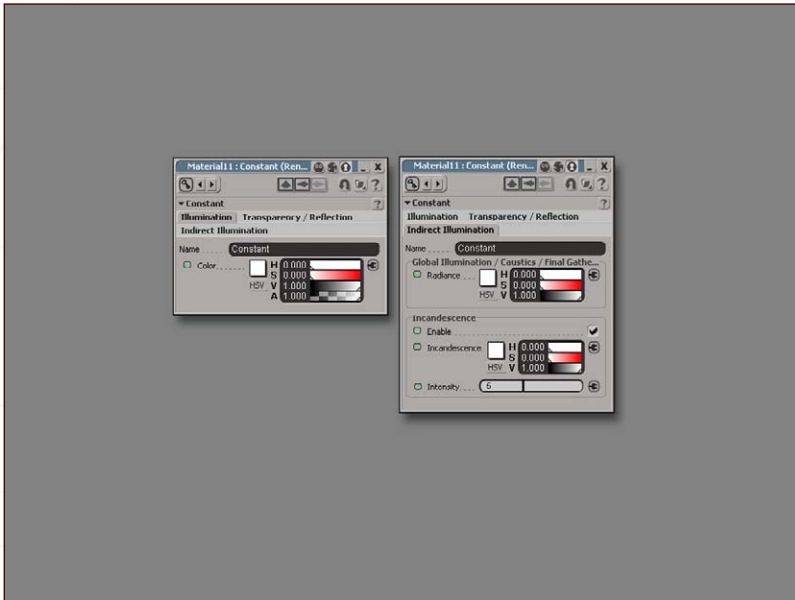 Material11 : Constant (Ren...
Constant
Illumination Transparency / Reflection
Indirect Illumination
Name Constant
Color H 0.000
S 0.000
HSV V 1.000
A 1.000
Material11 : Constant (Ren...
Constant
Illumination Transparency / Reflection
Indirect Illumination
Name Constant
Global Illumination / Caustics / Final Gathe...
Radiance H 0.000
S 0.000
HSV V 1.000
Incandescence
Enable
Incandescence H 0.000
S 0.000
HSV V 1.000
Intensity 5